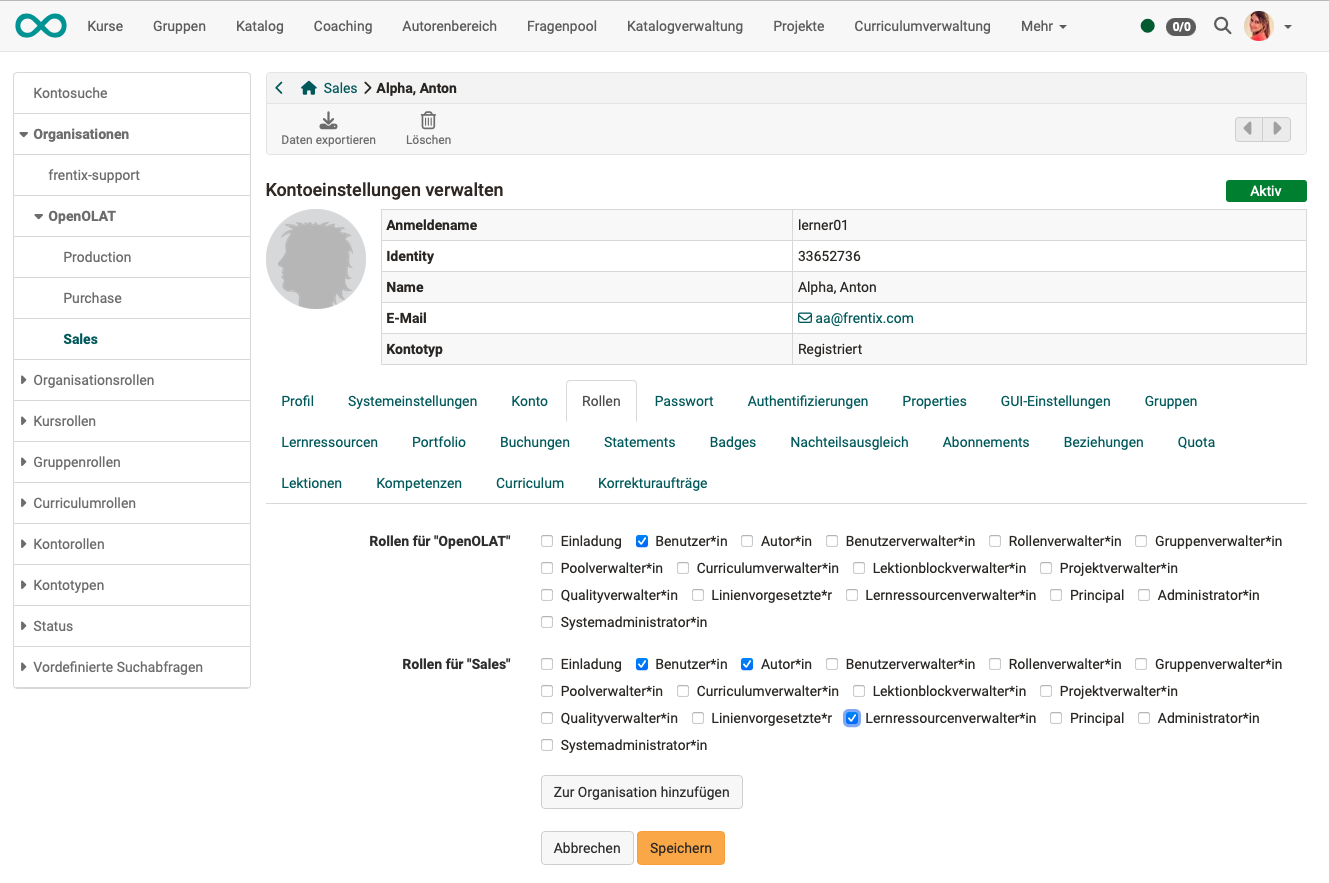 Kurse Gruppen Katalog Coaching Autorenbereich Fragenpool Katalogverwaltung Projekte Curriculumverwaltung Mehr 0/0
Kontosuche
Organisationen
frentix-support
OpenOLAT
Production
Purchase
Sales
Organisationsrollen
Kursrollen
Gruppenrollen
Curriculumrollen
Kontorollen
Kontotypen
Status
Vordefinierte Suchabfragen
Sales Alpha, Anton
Daten exportieren Löschen
Kontoeinstellungen verwalten Aktiv
Anmeldename lerner01
Identity 33652736
Name Alpha, Anton
E-Mail aa@frentix.com
Kontotyp Registriert
Profil Systemeinstellungen Konto Rollen Passwort Authentifizierungen Properties GUI-Einstellungen Gruppen
Lernressourcen Portfolio Buchungen Statements Badges Nachteilsausgleich Abonnements Beziehungen Quota
Lektionen Kompetenzen Curriculum Korrekturaufträge
Rollen für "OpenOLAT" Einladung Benutzer*in Autor*in Benutzerverwalter*in Rollenverwalter*in Gruppenverwalter*in
Poolverwalter*in Curriculumverwalter*in Lektionblockverwalter*in Projektverwalter*in
Qualityverwalter*in Linienvorgesetzte*r Lernressourcenverwalter*in Principal Administrator*in
Systemadministrator*in
Rollen für "Sales" Einladung Benutzer*in Autor*in Benutzerverwalter*in Rollenverwalter*in Gruppenverwalter*in
Poolverwalter*in Curriculumverwalter*in Lektionblockverwalter*in Projektverwalter*in
Qualityverwalter*in Linienvorgesetzte*r Lernressourcenverwalter*in Principal Administrator*in
Systemadministrator*in
Zur Organisation hinzufügen
Abbrechen Speichern